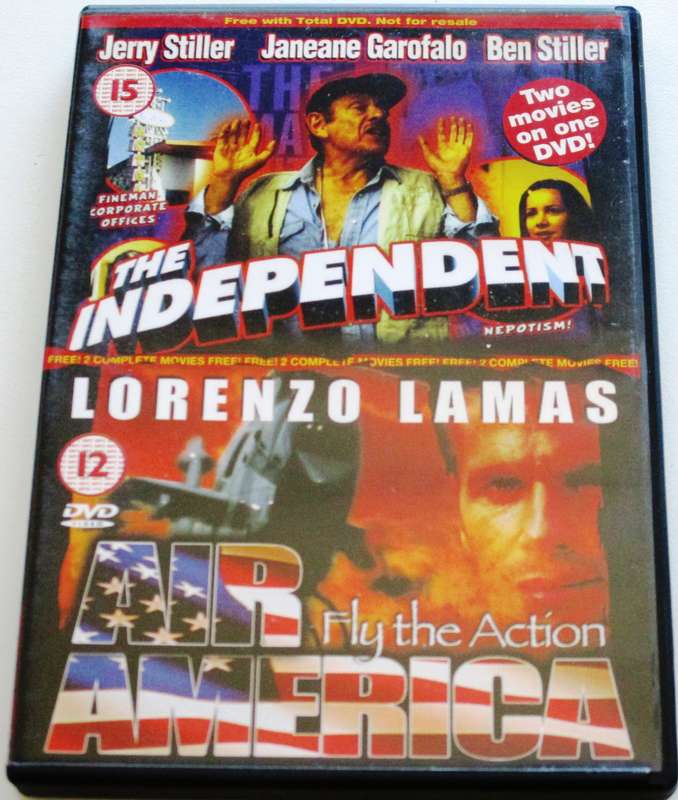 Free with Total DVD. Not for resale
Jerry Stiller Janeane Garofalo Ben Stiller
15
Two
movies
on one
DVD!
FINEMAN
CORPORATE
OFFICES
THE
INDEPENDENT
NEPOTISM!
FREE! 2 COMPLETE MOVIES FREE! FREE! 2 COMPLETE MOVIES FREE! FREE! 2 COMPLETE MOVIES FREE!
LORENZO LAMAS
12
DVD
VIDEO
AIR
Fly the Action
AMERICA